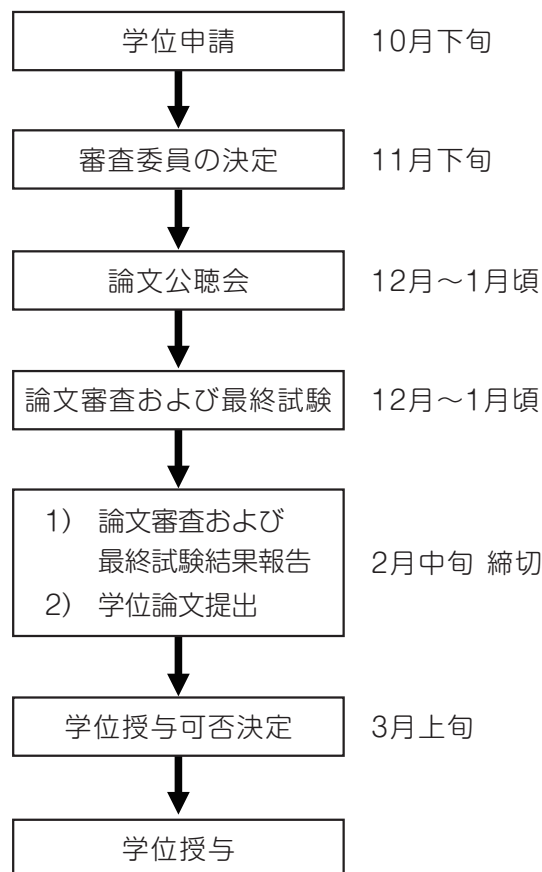 学位申請 10月下旬
審査委員の決定 11月下旬
論文公聴会 12月～1月頃
論文審査および最終試験 12月～1月頃
1) 論文審査および
最終試験結果報告
2月中旬 締切
2) 学位論文提出
学位授与可否決定 3月上旬
学位授与